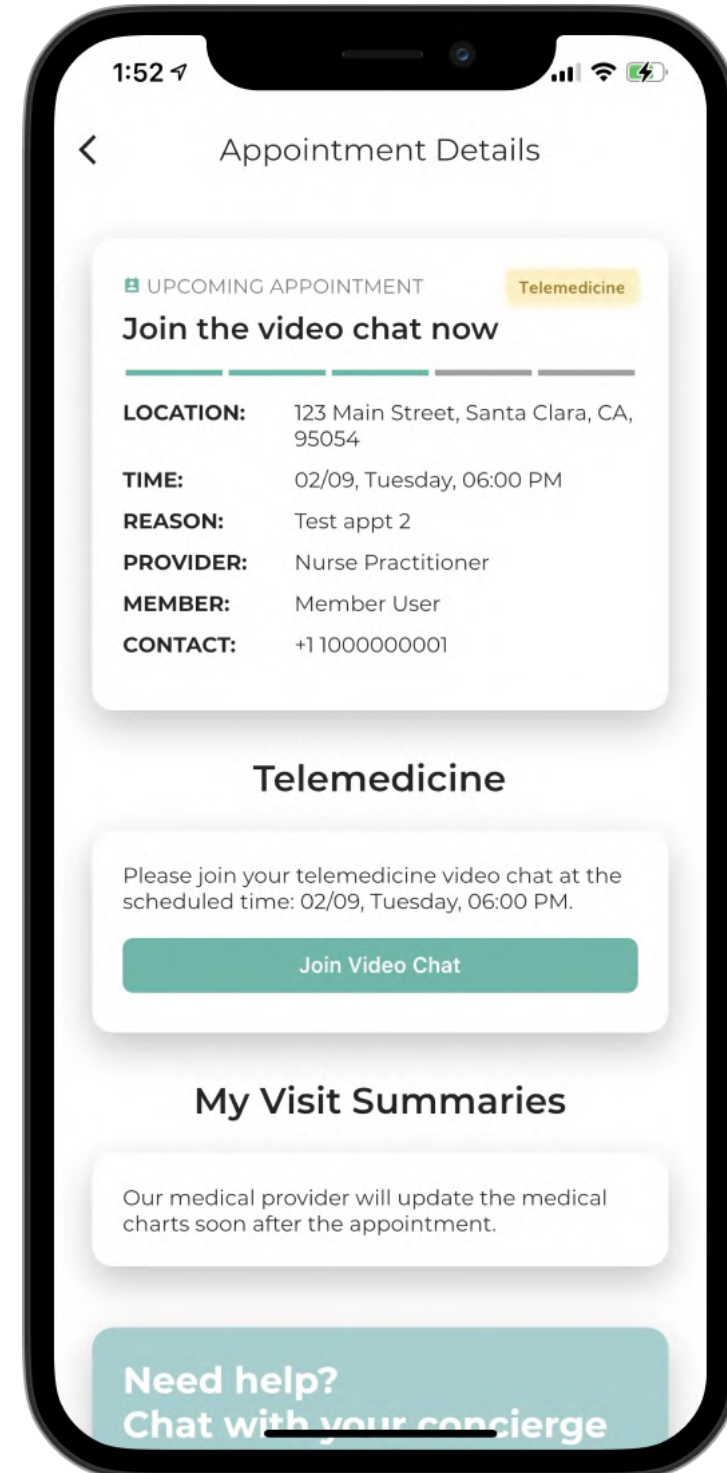 1:52
Appointment Details
UPCOMING APPOINTMENT
Telemedicine
Join the video chat now
LOCATION: 123 Main Street, Santa Clara, CA,
95054
TIME: 02/09, Tuesday, 06:00 PM
REASON: Test appt 2
PROVIDER: Nurse Practitioner
MEMBER: Member User
CONTACT: +1 1000000001
Telemedicine
Please join your telemedicine video chat at the
scheduled time: 02/09, Tuesday, 06:00 PM.
Join Video Chat
My Visit Summaries
Our medical provider will update the medical
charts soon after the appointment.
Need help?
Chat with your concierge